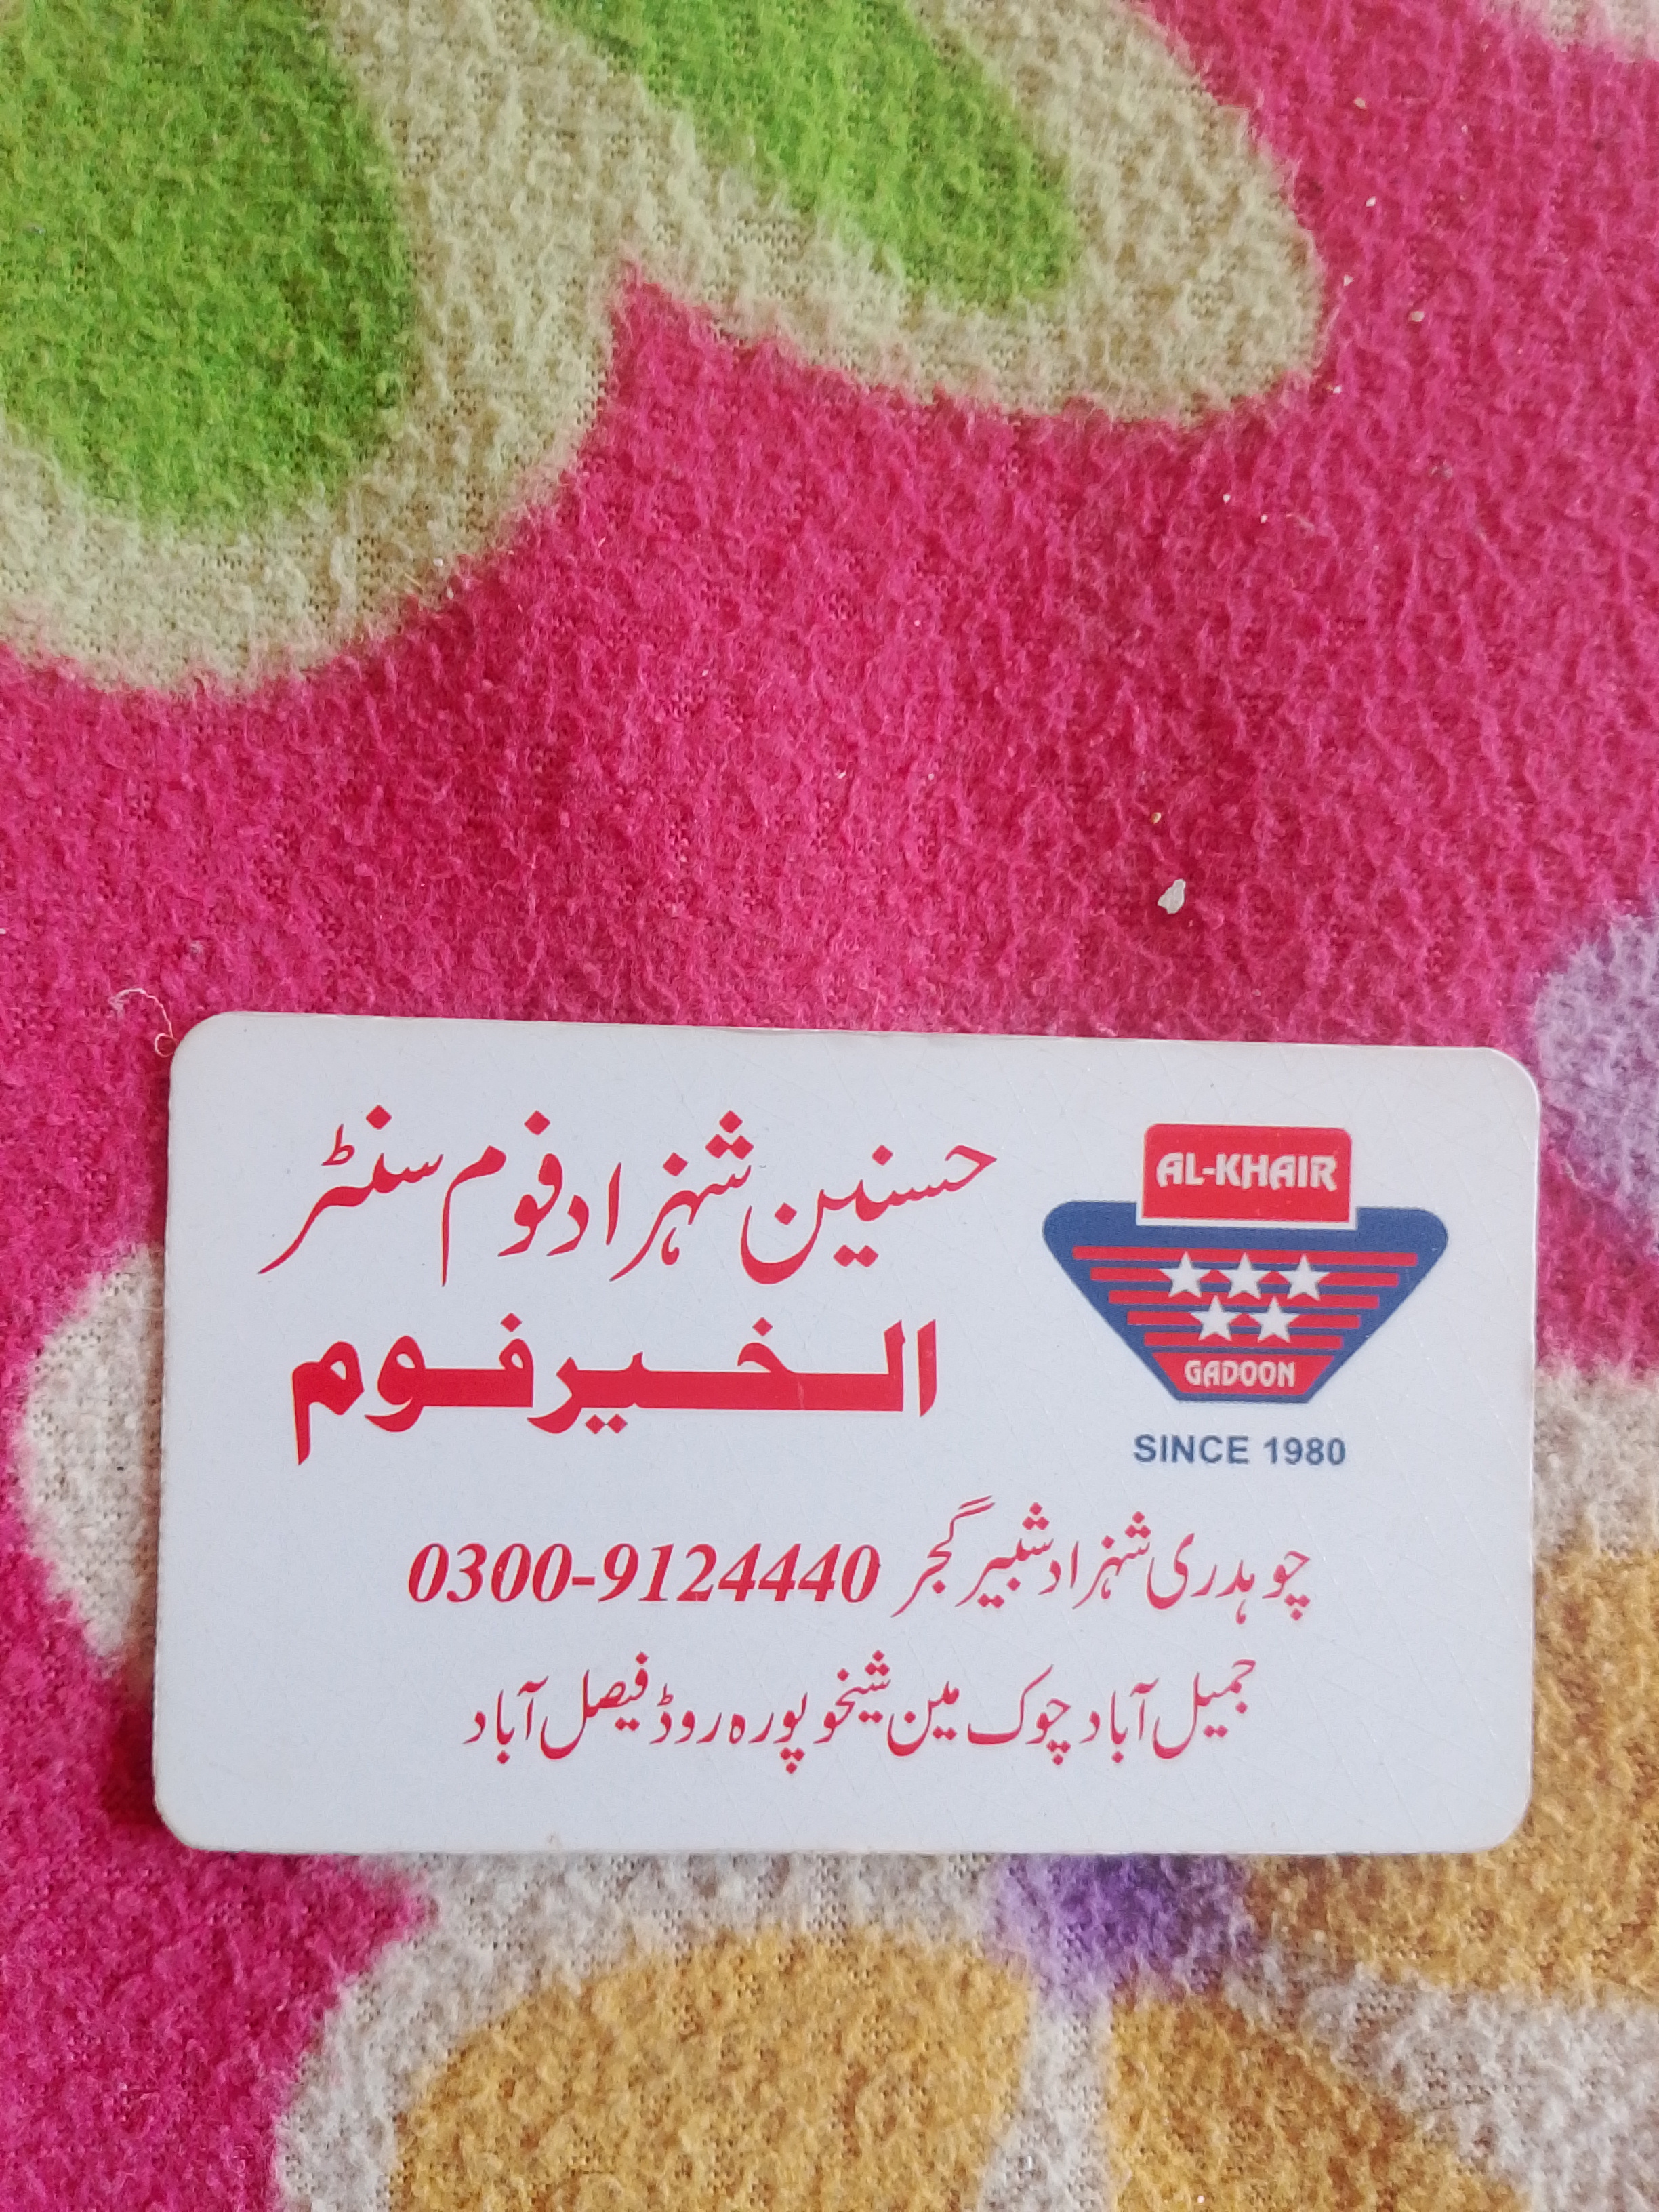 حسنین شہزاد فوم سنٹر
الخیر فوم
AL-KHAIR
GADOON
SINCE 1980
چوہدری شہزاد شبیر گجر 0300-9124440
جمیل آباد چوک مین شیخوپورہ روڈ فیصل آباد